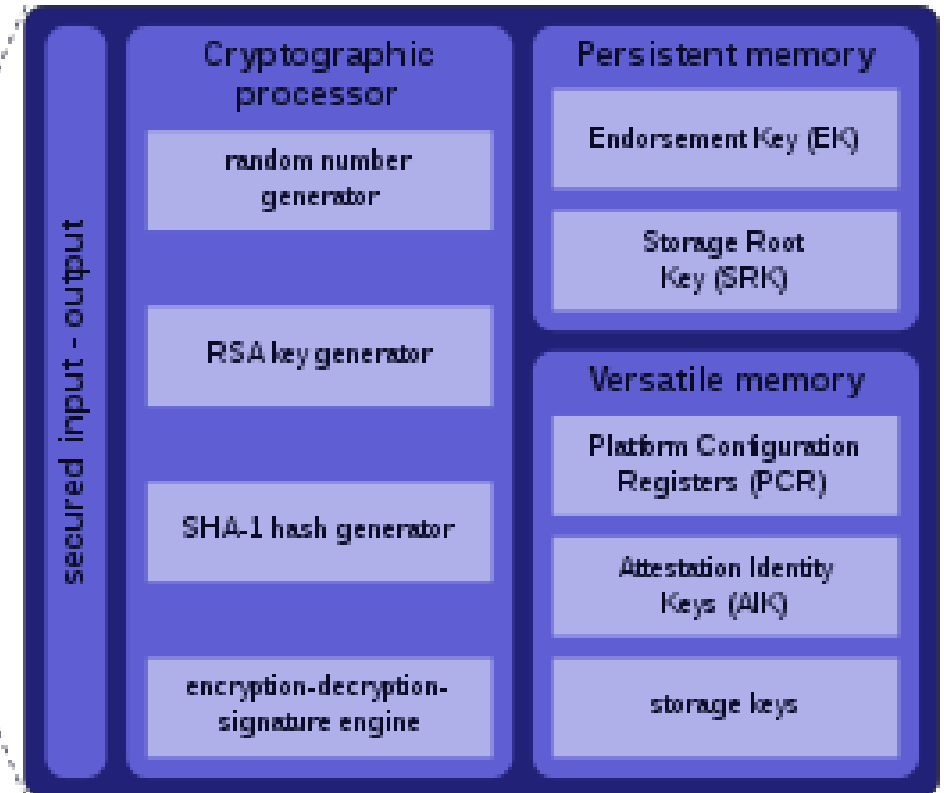 secured input - output
Cryptographic
processor
random number
generator
RSA key generator
SHA-1 hash generator
encryption-decryption-
signature engine
Persistent memory
Endorsement Key (EK)
Storage Root
Key (SRK)
Versatile memory
Platform Configuration
Registers (PCR)
Attestation Identity
Keys (AIK)
storage keys